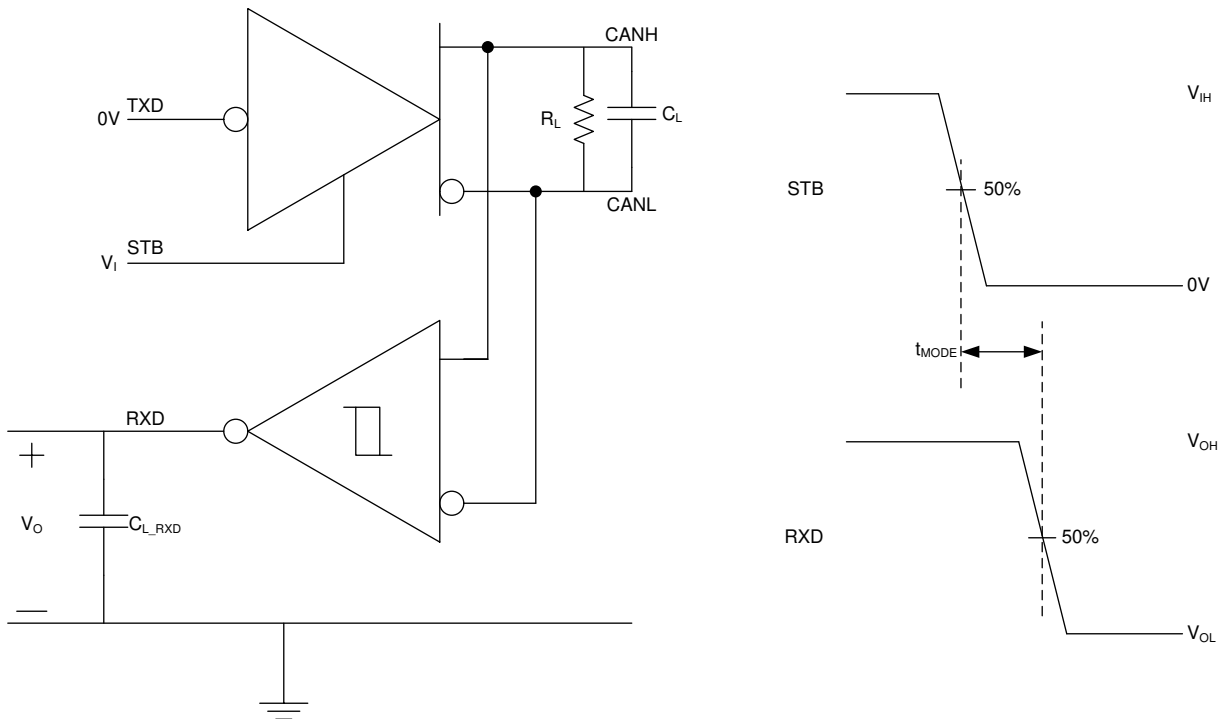 CANH
TXD
0V
R_L
C_L
CANL
STB
V_I
RXD
+
V_O
C_L_RXD
—
V_IH
STB
50%
0V
t_MODE
V_OH
RXD
50%
V_OL